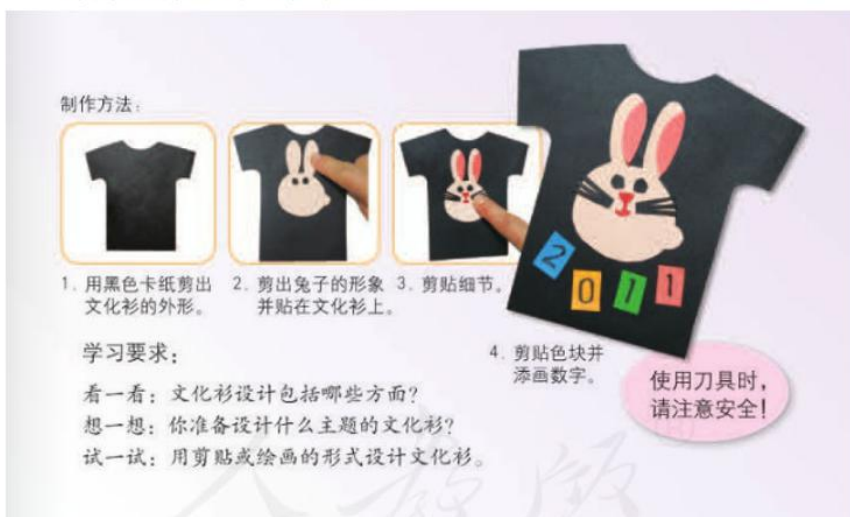 制作方法：
1. 用黑色卡纸剪出
文化衫的外形。
2. 剪出兔子的形象
并贴在文化衫上。
3. 剪贴细节。
2011
4. 剪贴色块并
添画数字。
使用刀具时，
请注意安全！
学习要求：
看一看：文化衫设计包括哪些方面？
想一想：你准备设计什么主题的文化衫？
试一试：用剪贴或绘画的形式设计文化衫。
人教版